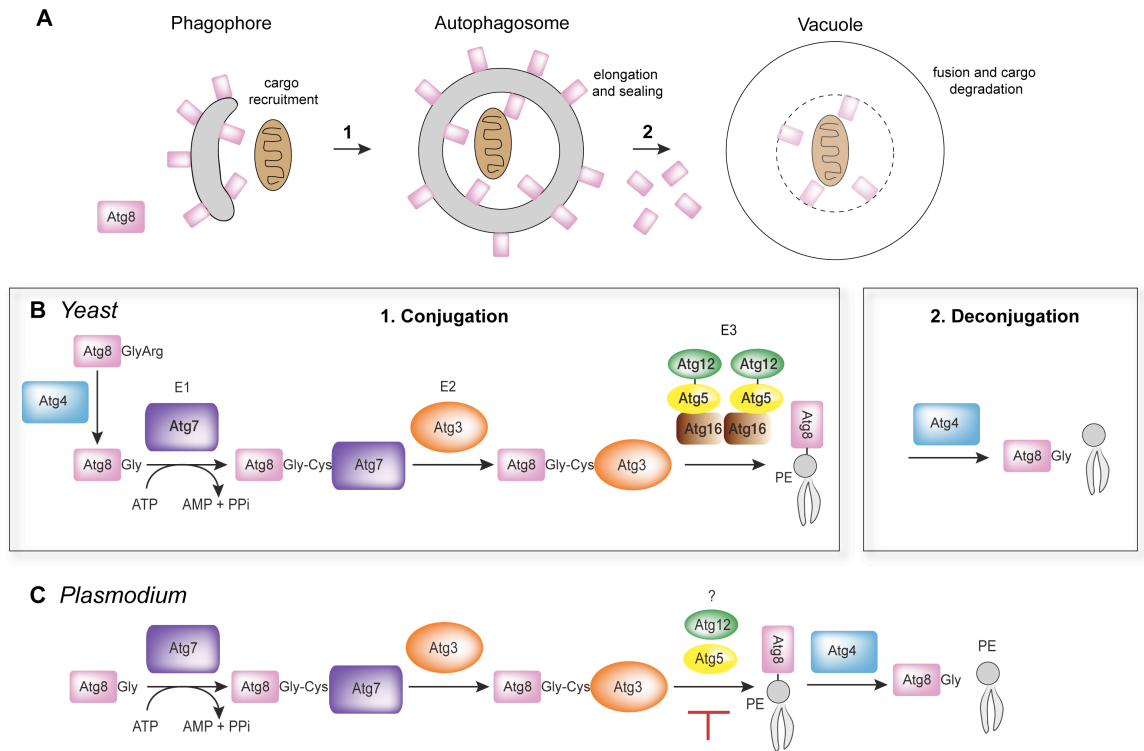 A
Phagophore
Autophagosome
Vacuole
cargo
recruitment
elongation
and sealing
fusion and cargo
degradation
1
2
Atg8
B Yeast
1. Conjugation
2. Deconjugation
E3
Atg12
Atg12
Atg8 GlyArg
E1
E2
Atg5
Atg5
Atg4
Atg7
Atg3
Atg16
Atg16
Atg8
Atg4
Atg8 Gly
Atg8 Gly-Cys Atg7
Atg8 Gly-Cys Atg3
PE
Atg8 Gly
ATP
AMP + PPi
C Plasmodium
?
Atg7
Atg3
Atg12
Atg5
Atg8
Atg4
PE
Atg8 Gly
Atg8 Gly-Cys Atg7
Atg8 Gly-Cys Atg3
PE
Atg8 Gly
ATP
AMP + PPi